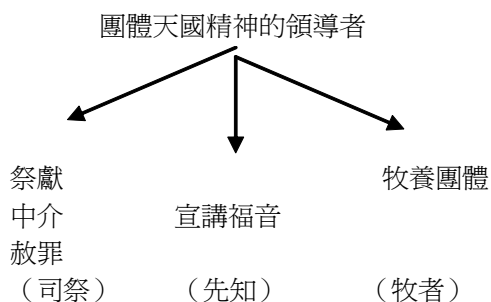 團體天國精神的領導者
祭獻 牧養團體
中介 宣講福音
赦罪
（司祭） （先知） （牧者）